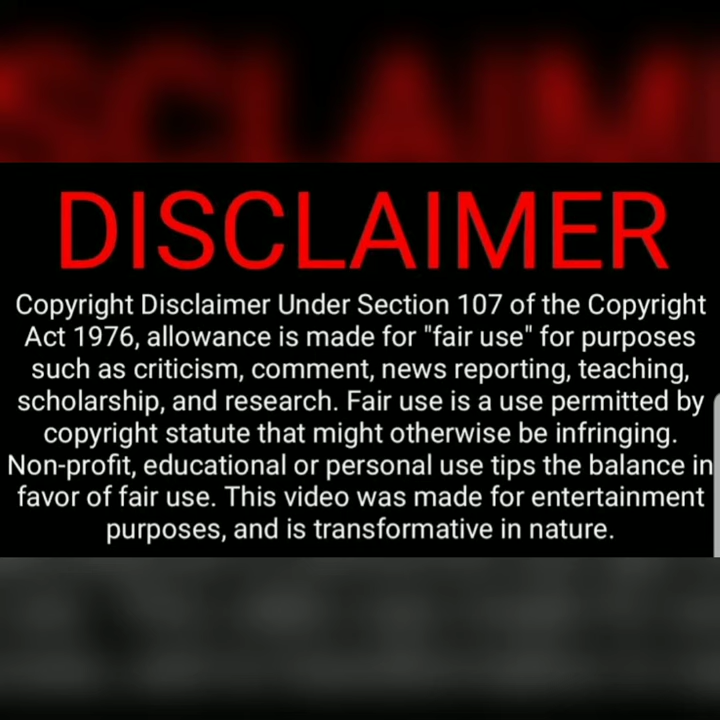 DISCLAIMER
Copyright Disclaimer Under Section 107 of the Copyright
Act 1976, allowance is made for "fair use" for purposes
such as criticism, comment, news reporting, teaching,
scholarship, and research. Fair use is a use permitted by
copyright statute that might otherwise be infringing.
Non-profit, educational or personal use tips the balance in
favor of fair use. This video was made for entertainment
purposes, and is transformative in nature.